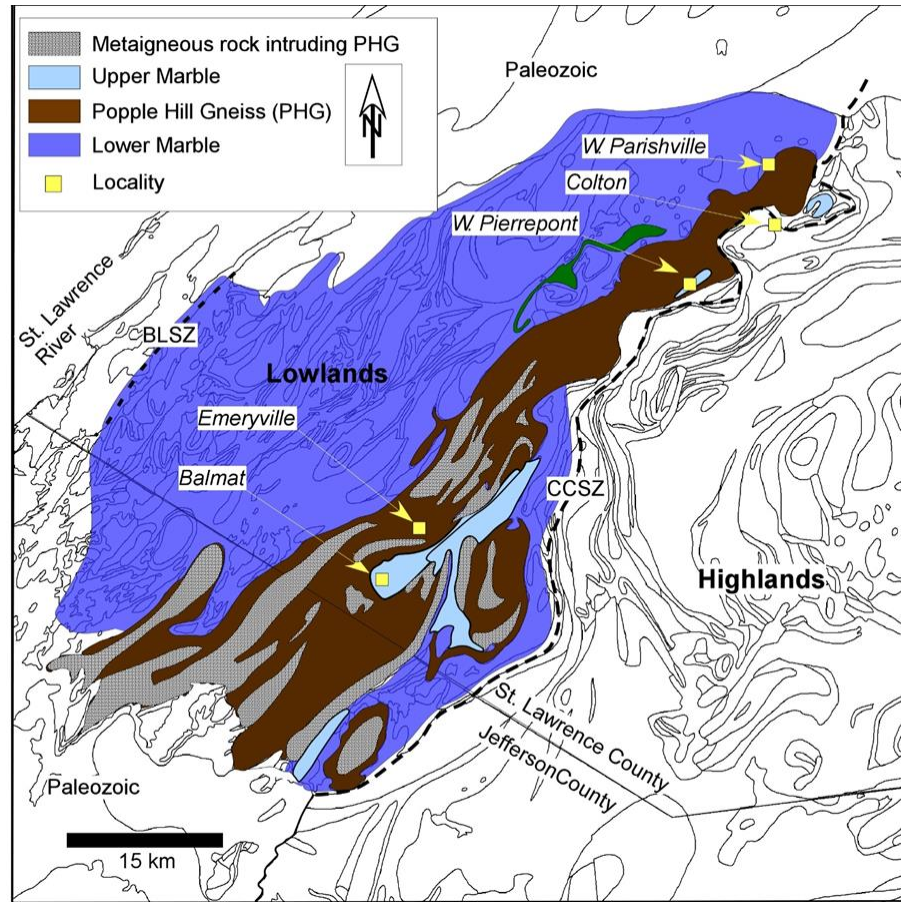 Metaigneous rock intruding PHG
Upper Marble
Popple Hill Gneiss (PHG)
Lower Marble
Locality
N
Paleozoic
W. Parishville
Colton
W. Pierrepont
St. Lawrence
River
BLSZ
Lowlands
Emeryville
Balmat
CCSZ
Highlands
St. Lawrence County
JeffersonCounty
Paleozoic
15 km